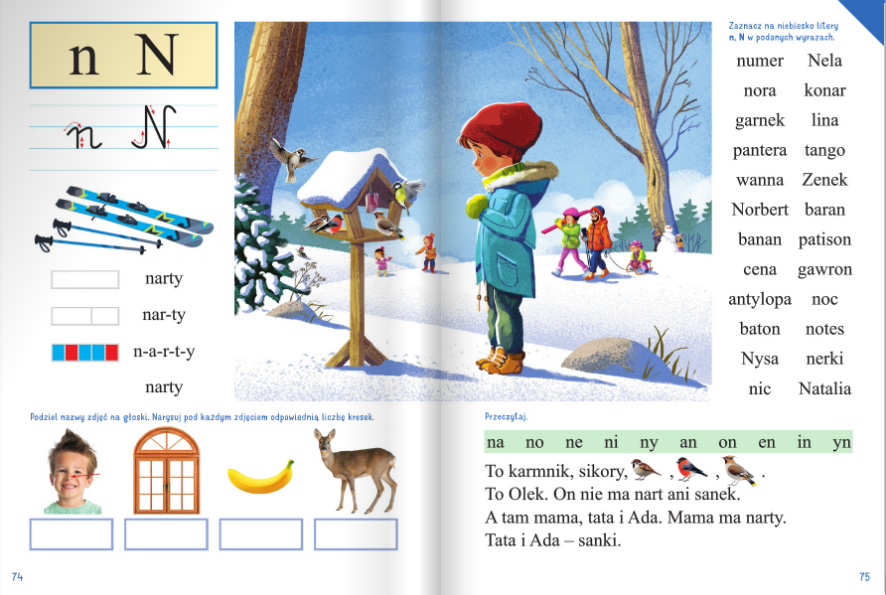 n N
n N
narty
nar-ty
n-a-r-t-y
narty
Podziel nazwy zdjęć na głoski. Narysuj pod każdym zdjęciem odpowiednią liczbę kresek.
74
Zaznacz na niebiesko litery
n, N w podanych wyrazach.
numer Nela
nora konar
garnek lina
pantera tango
wanna Zenek
Norbert baran
banan patison
cena gawron
antylopa noc
baton notes
Nysa nerki
nic Natalia
Przeczytaj.
na no ne ni ny an on en in yn
To karmnik, sikory, , , .
To Olek. On nie ma nart ani sanek.
A tam mama, tata i Ada. Mama ma narty.
Tata i Ada – sanki.
75